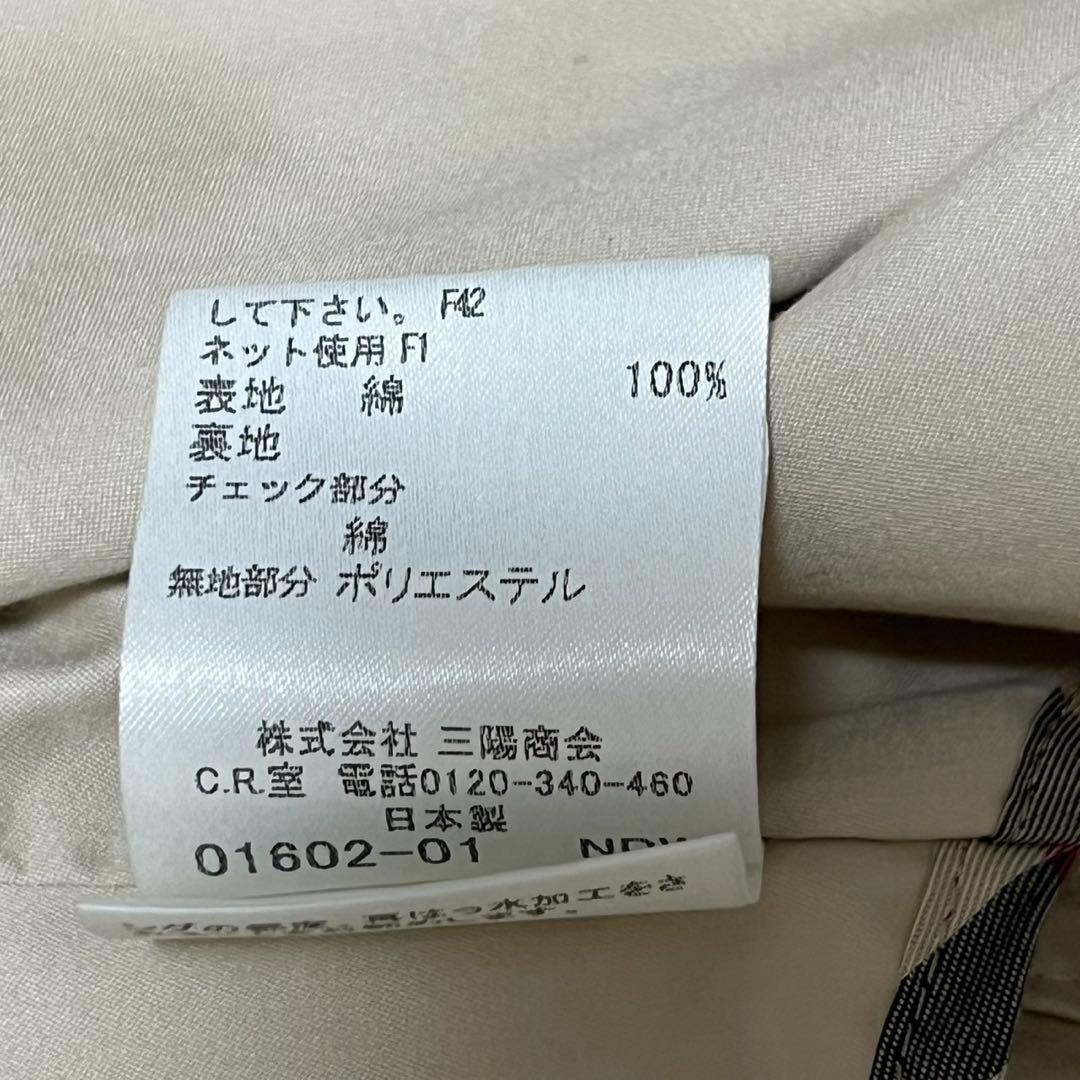 して下さい。 F42
ネット使用 F1
表地 綿 100%
裏地
チェック部分
綿
無地部分 ポリエステル
株式会社 三陽商会
C.R.室 電話0120-340-460
日本製
01602-01
水加工